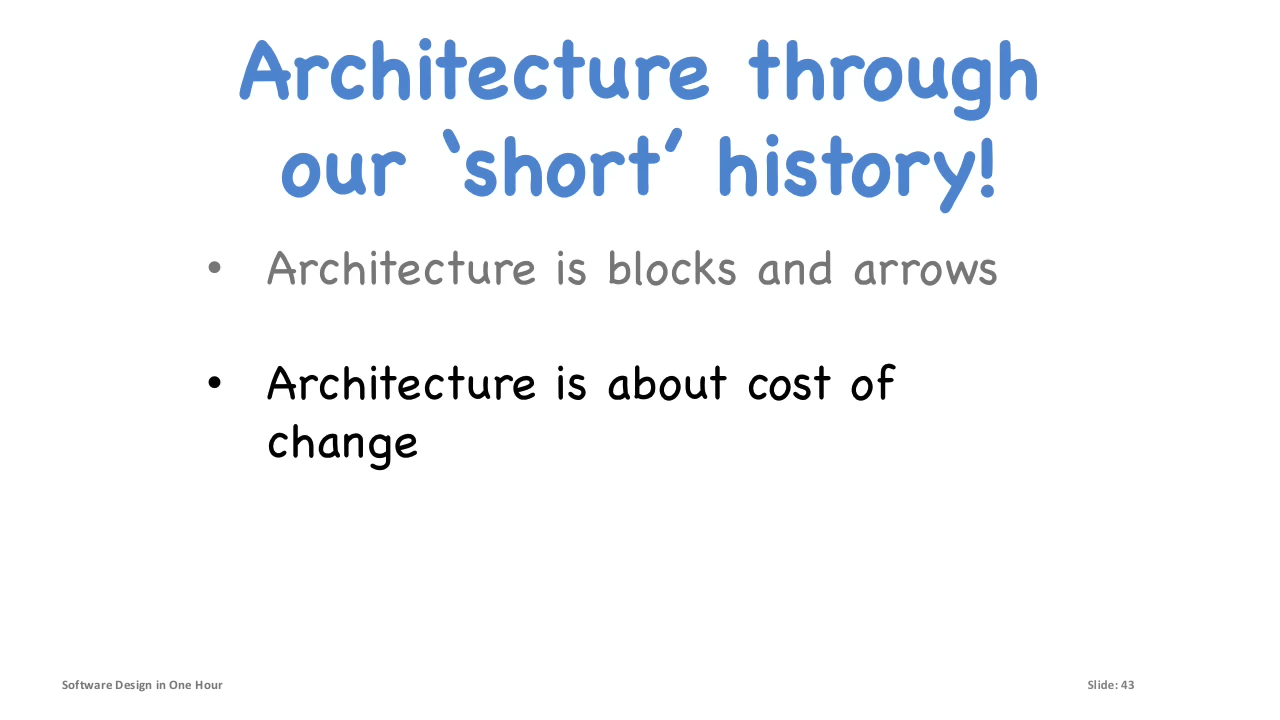 Architecture through
our ‘short’ history!
• Architecture is blocks and arrows
• Architecture is about cost of
change
Software Design in One Hour
Slide: 43